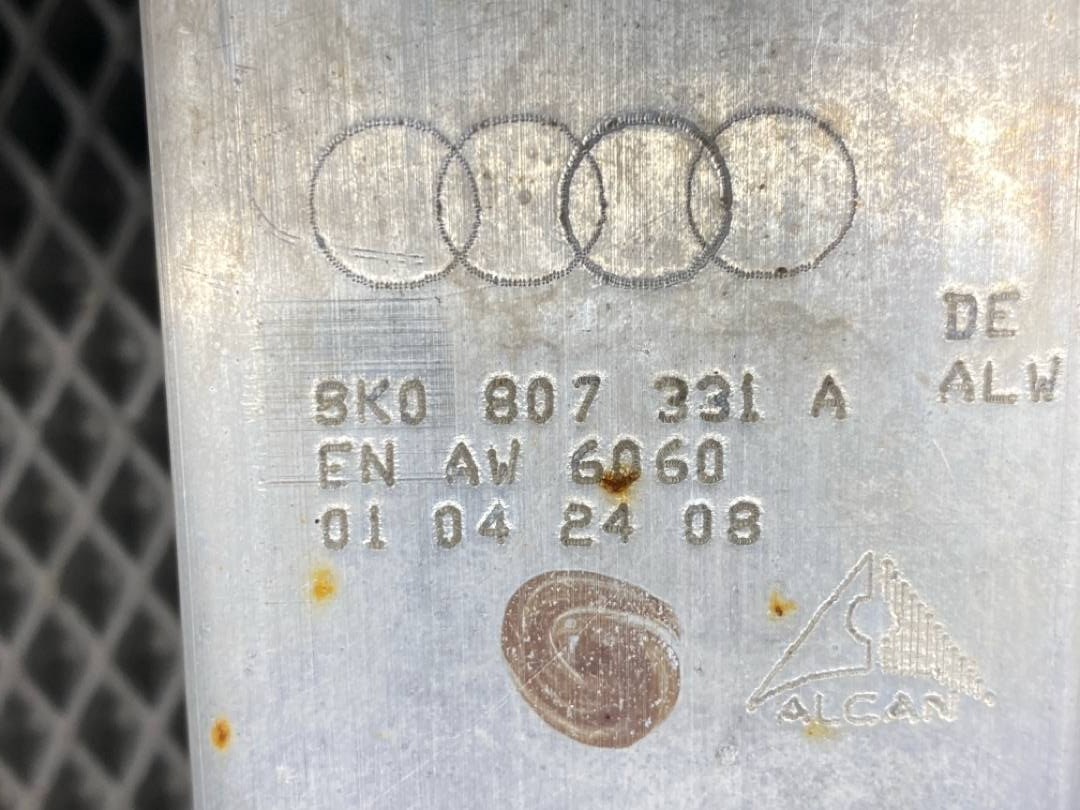 DE
8K0 807 331 A ALW
EN AW 6060
01 04 24 08
ALCAN